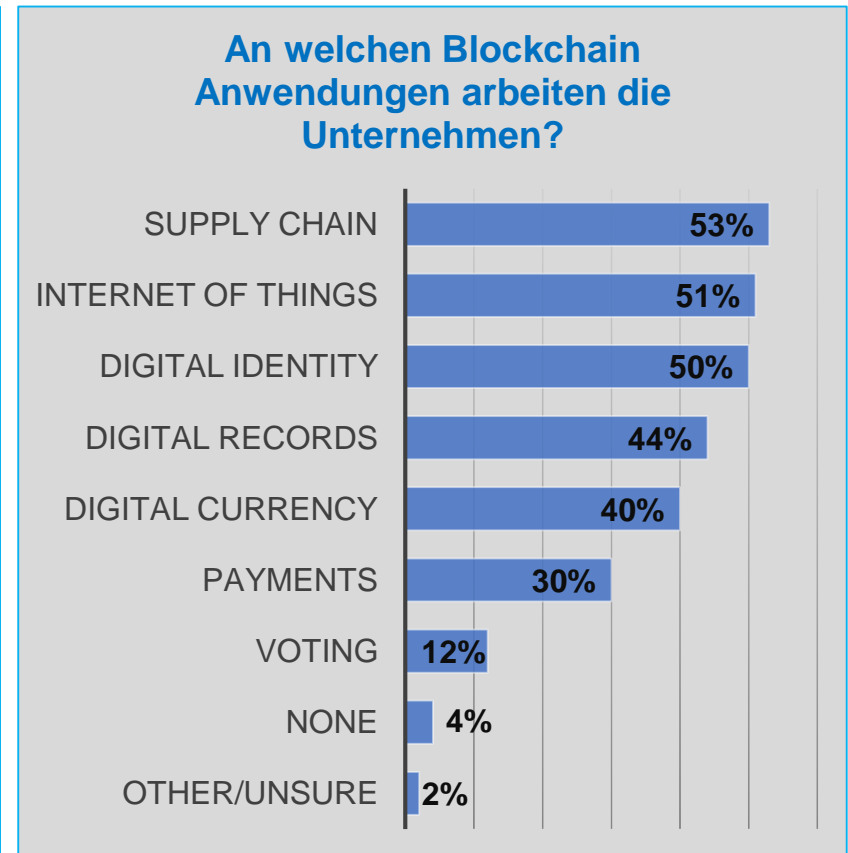 An welchen Blockchain
Anwendungen arbeiten die
Unternehmen?
SUPPLY CHAIN 53%
INTERNET OF THINGS 51%
DIGITAL IDENTITY 50%
DIGITAL RECORDS 44%
DIGITAL CURRENCY 40%
PAYMENTS 30%
VOTING 12%
NONE 4%
OTHER/UNSURE 2%